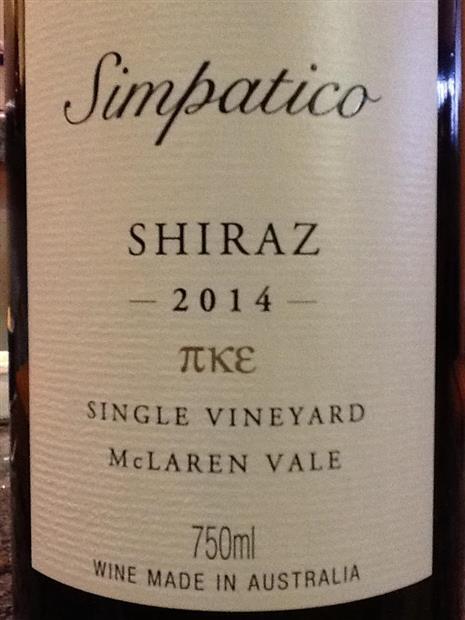 Simpatico
SHIRAZ
— 2014 —
πκε
SINGLE VINEYARD
McLAREN VALE
750ml
WINE MADE IN AUSTRALIA